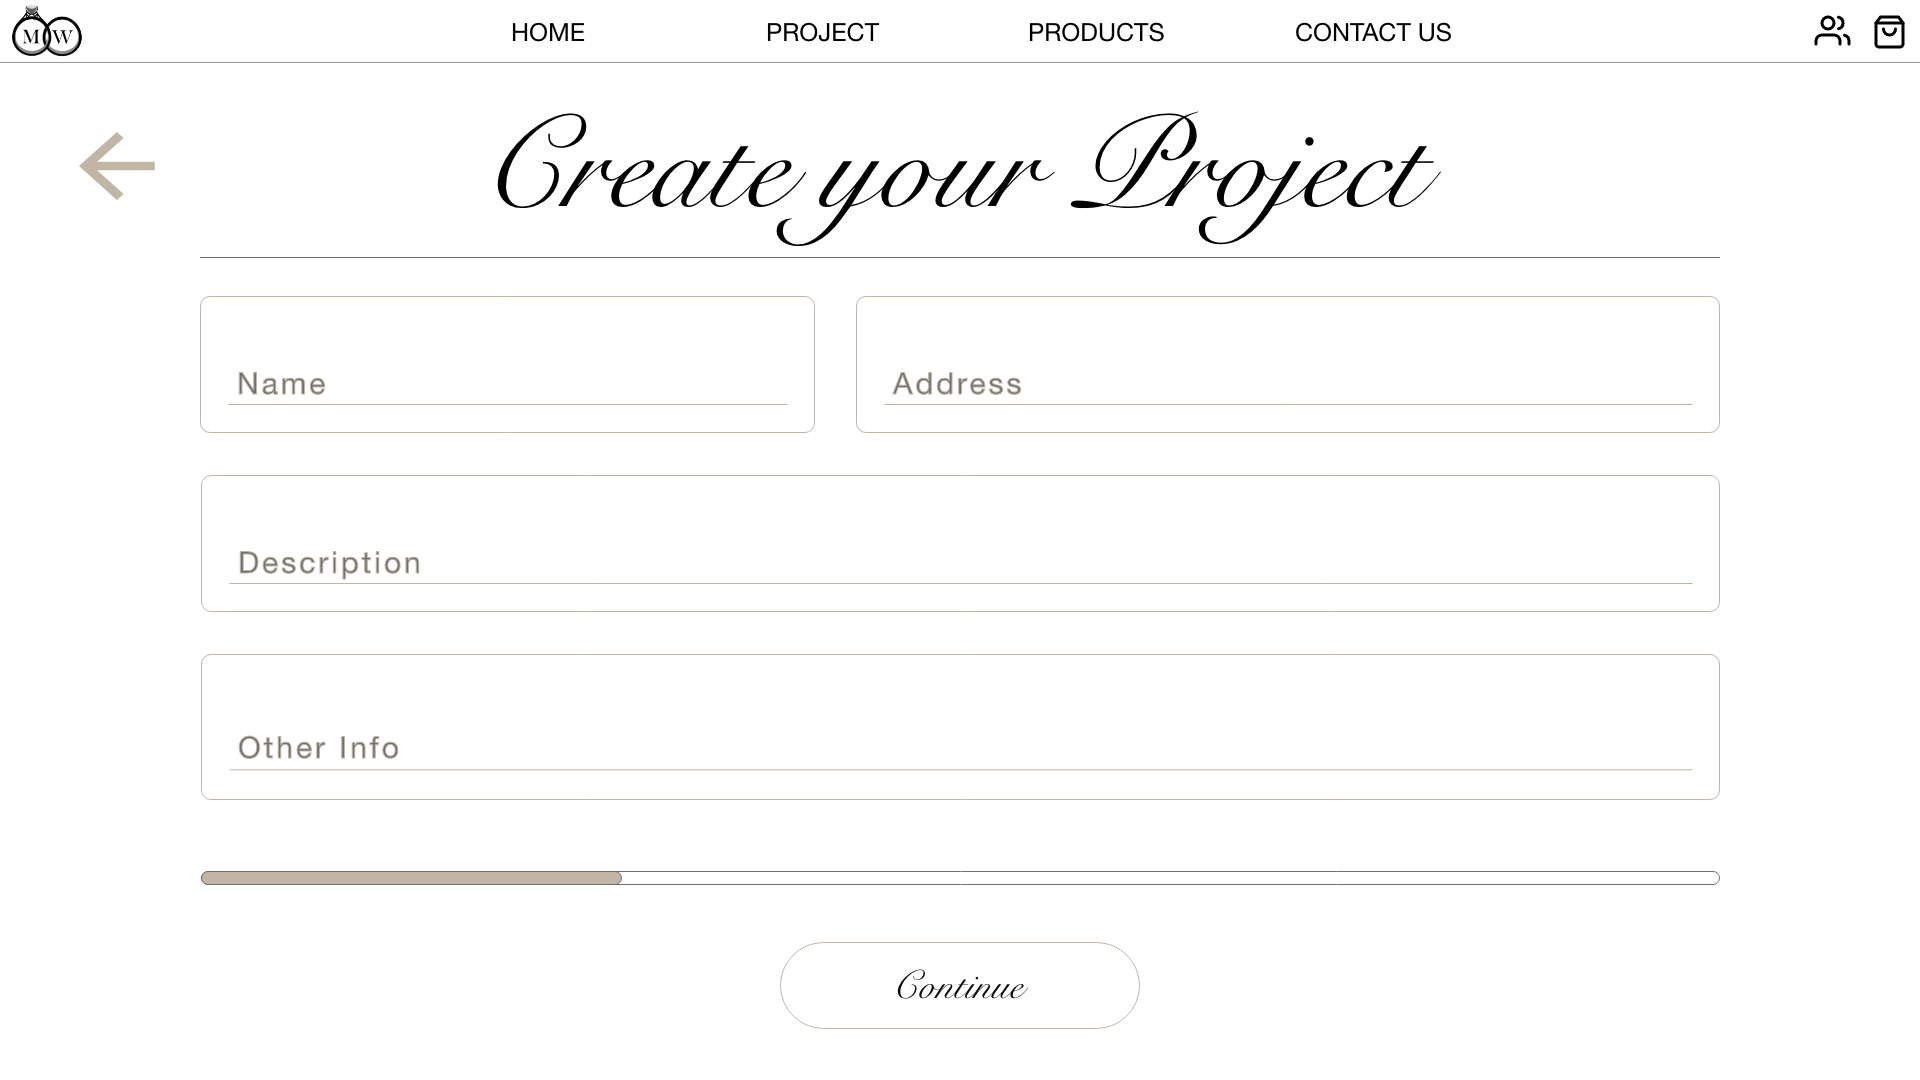 MW
HOME PROJECT PRODUCTS CONTACT US
Create your Project
Name
Address
Description
Other Info
Continue